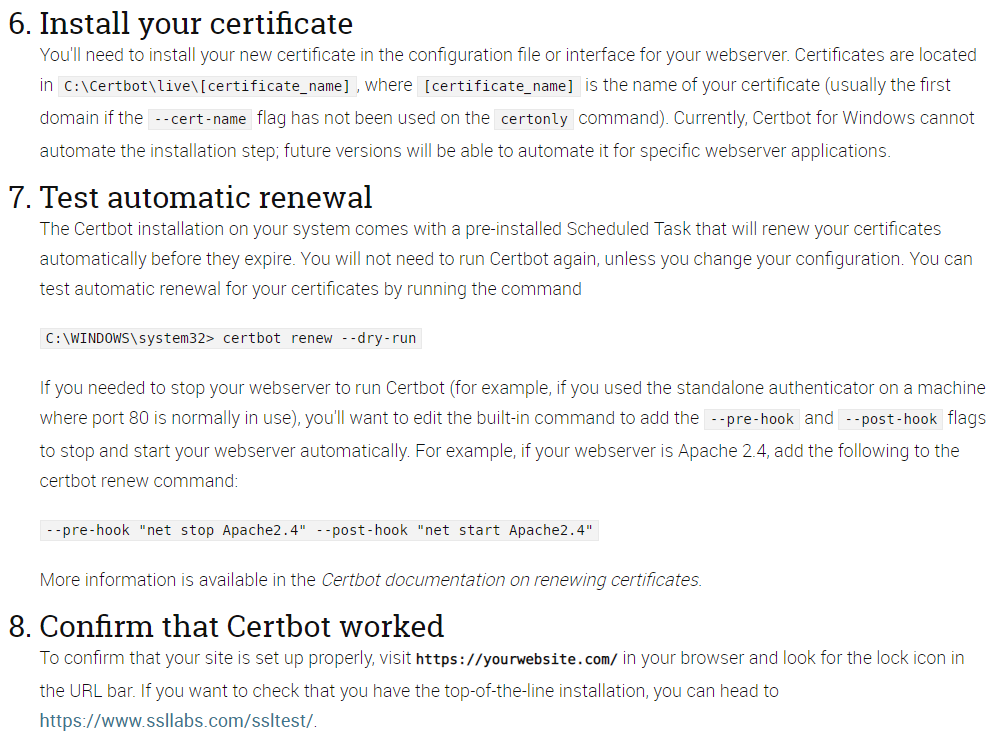 6. Install your certificate
You'll need to install your new certificate in the configuration file or interface for your webserver. Certificates are located
in C:\Certbot\live\[certificate_name] , where [certificate_name] is the name of your certificate (usually the first
domain if the --cert-name flag has not been used on the certonly command). Currently, Certbot for Windows cannot
automate the installation step; future versions will be able to automate it for specific webserver applications.
7. Test automatic renewal
The Certbot installation on your system comes with a pre-installed Scheduled Task that will renew your certificates
automatically before they expire. You will not need to run Certbot again, unless you change your configuration. You can
test automatic renewal for your certificates by running the command
C:\WINDOWS\system32> certbot renew --dry-run
If you needed to stop your webserver to run Certbot (for example, if you used the standalone authenticator on a machine
where port 80 is normally in use), you'll want to edit the built-in command to add the --pre-hook and --post-hook flags
to stop and start your webserver automatically. For example, if your webserver is Apache 2.4, add the following to the
certbot renew command:
--pre-hook "net stop Apache2.4" --post-hook "net start Apache2.4"
More information is available in the Certbot documentation on renewing certificates.
8. Confirm that Certbot worked
To confirm that your site is set up properly, visit https://yourwebsite.com/ in your browser and look for the lock icon in
the URL bar. If you want to check that you have the top-of-the-line installation, you can head to
https://www.ssllabs.com/ssltest/.